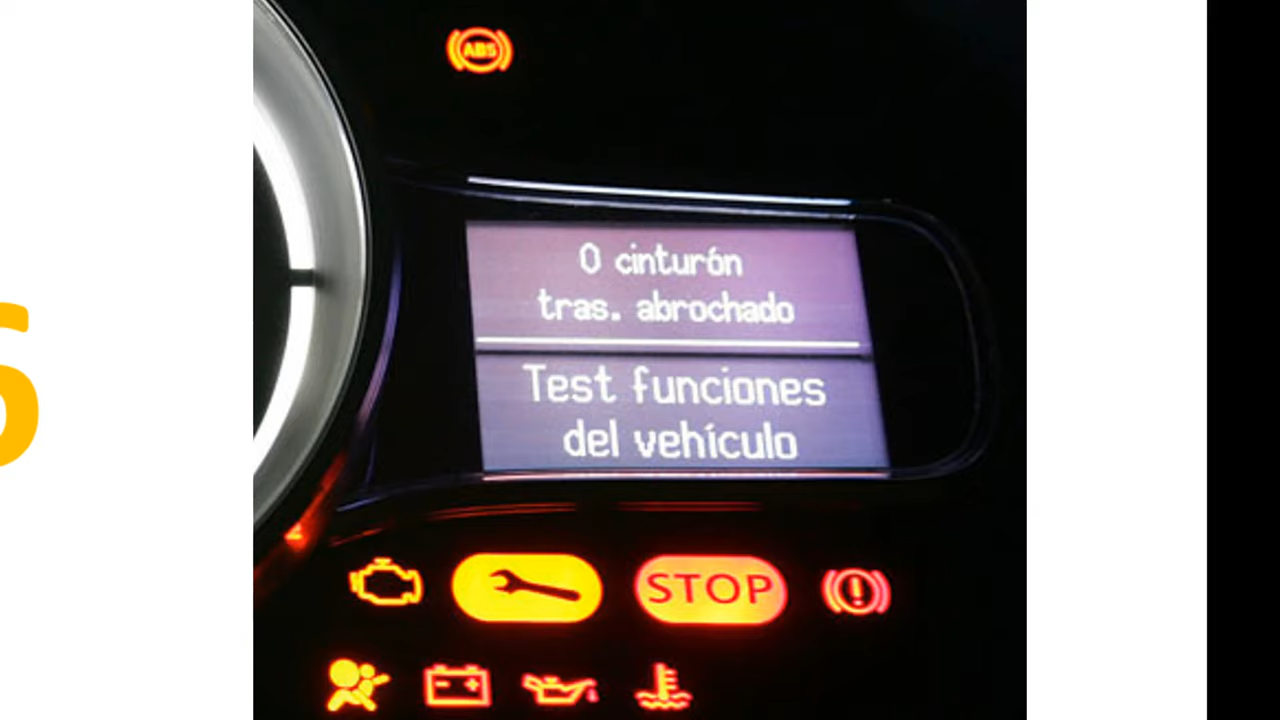 ABS
0 cinturón
tras. abrochado
Test funciones
del vehículo
STOP